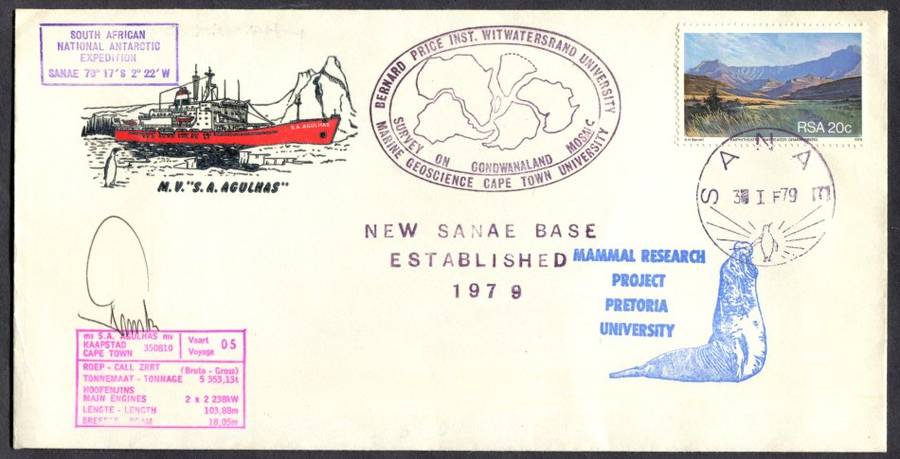 SOUTH AFRICAN
NATIONAL ANTARCTIC
EXPEDITION
SANAE 70° 17'S 2° 22'W
S.A. AGULHAS
M.V. "S.A. AGULHAS"
BERNARD PRICE INST. WITWATERSRAND UNIVERSITY
SURVEY ON GONDWANALAND MOSAIC
MARINE GEOSCIENCE CAPE TOWN UNIVERSITY
RSA 20c
SANAE
I F79
NEW SANAE BASE
ESTABLISHED
1979
MAMMAL RESEARCH
PROJECT
PRETORIA
UNIVERSITY
ms S.A. AGULHAS ms
KAAPSTAD 350810
CAPE TOWN
Vaart 05
Voyage
ROEP - CALL ZRRT (Bruto - Gross)
TONNEMAAT - TONNAGE 5 353,13t
HOOFENJINS
MAIN ENGINES 2 x 2 238kW
LENGTE - LENGTH 103,88m
BREEDTE - BEAM 18,05m